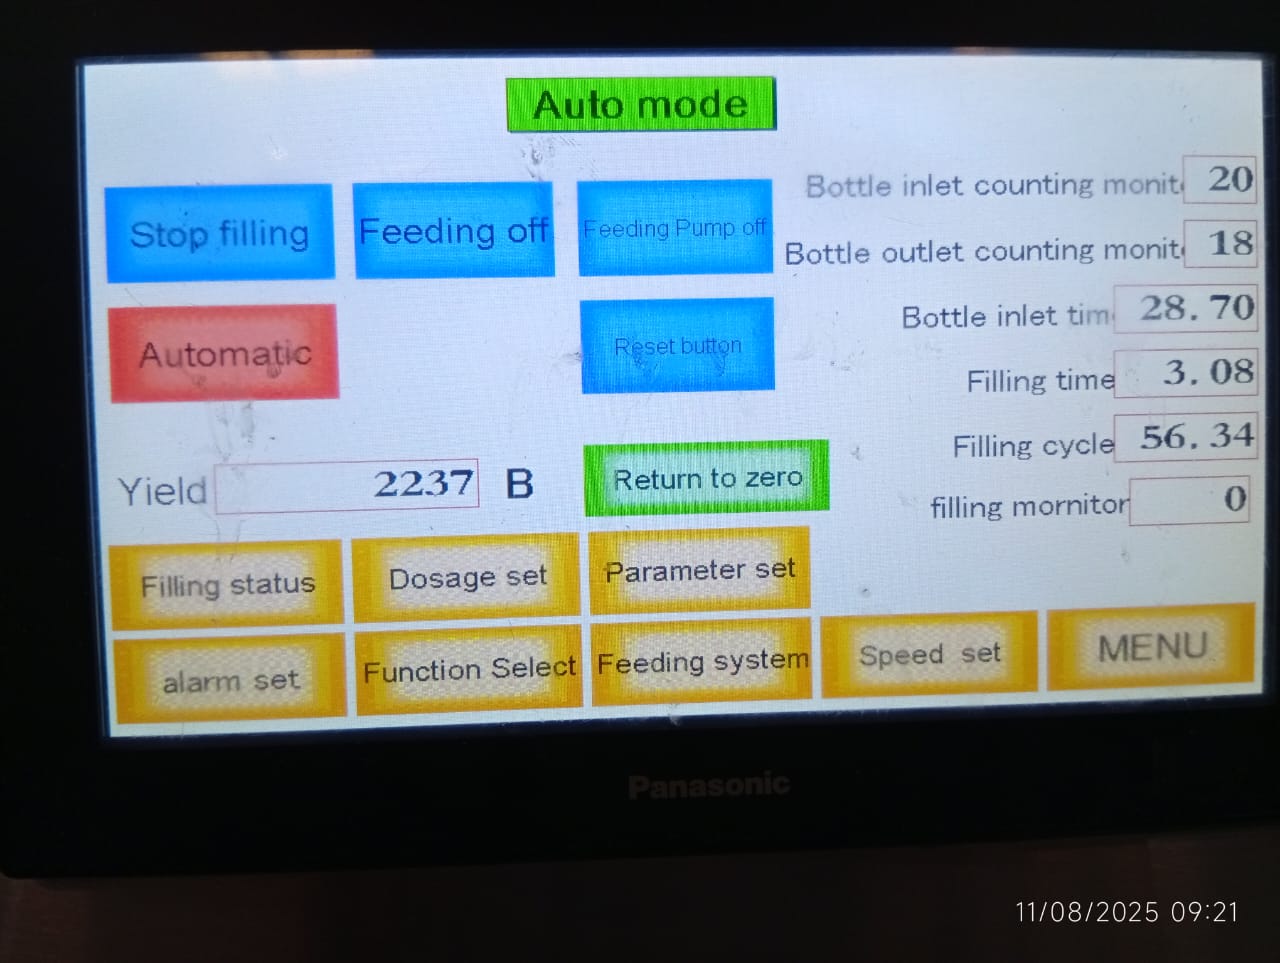 Auto mode
Stop filling
Feeding off
Feeding Pump off
Bottle inlet counting monit
20
Bottle outlet counting monit
18
Automatic
Reset button
Bottle inlet tim
28.70
Filling time
3.08
Filling cycle
56.34
Yield
2237
B
Return to zero
filling mornitor
0
Filling status
Dosage set
Parameter set
alarm set
Function Select
Feeding system
Speed set
MENU
Panasonic
11/08/2025 09:21